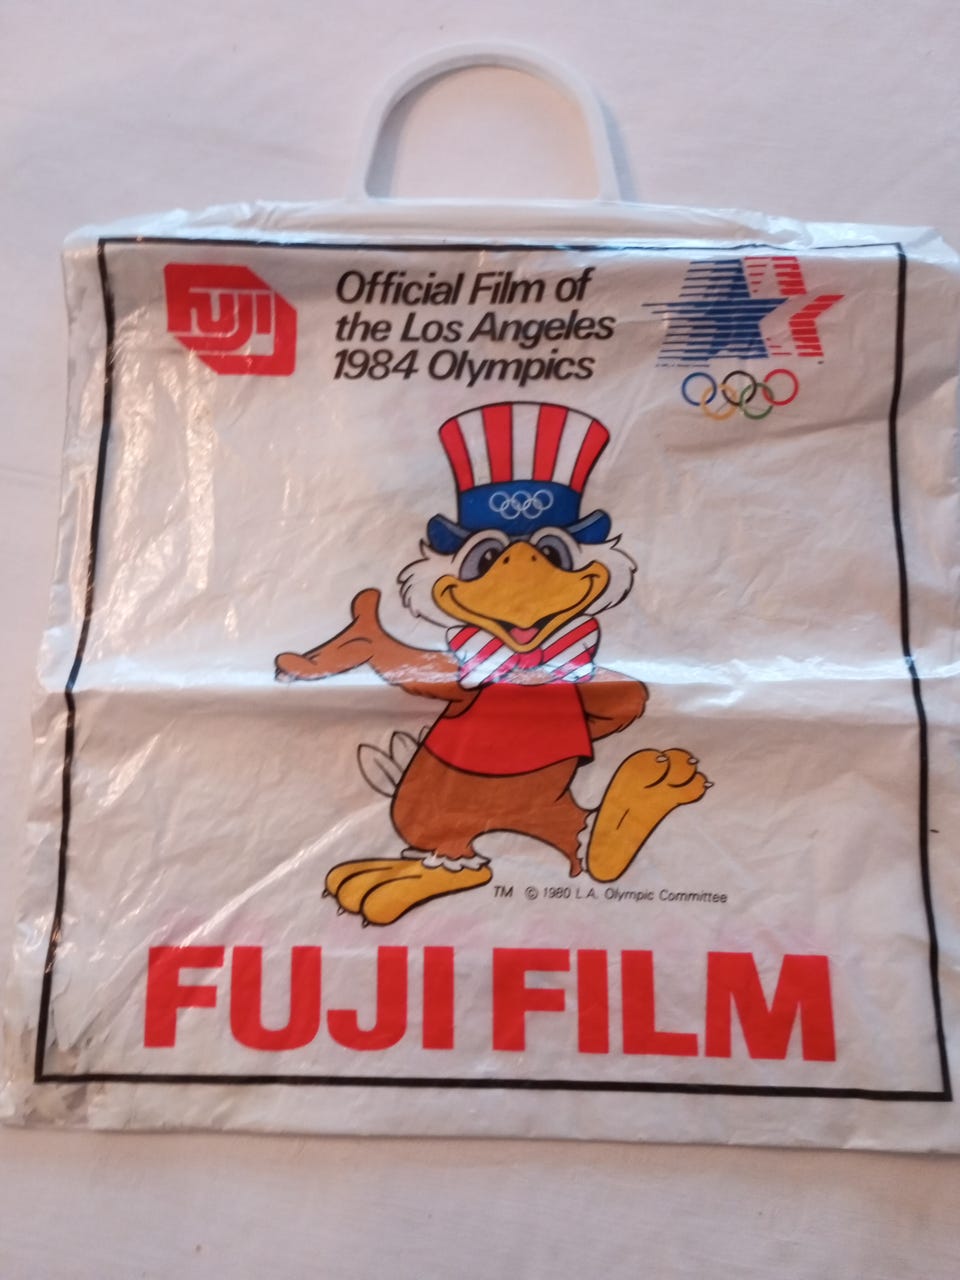 FUJI
Official Film of
the Los Angeles
1984 Olympics
TM © 1980 L.A. Olympic Committee
FUJI FILM